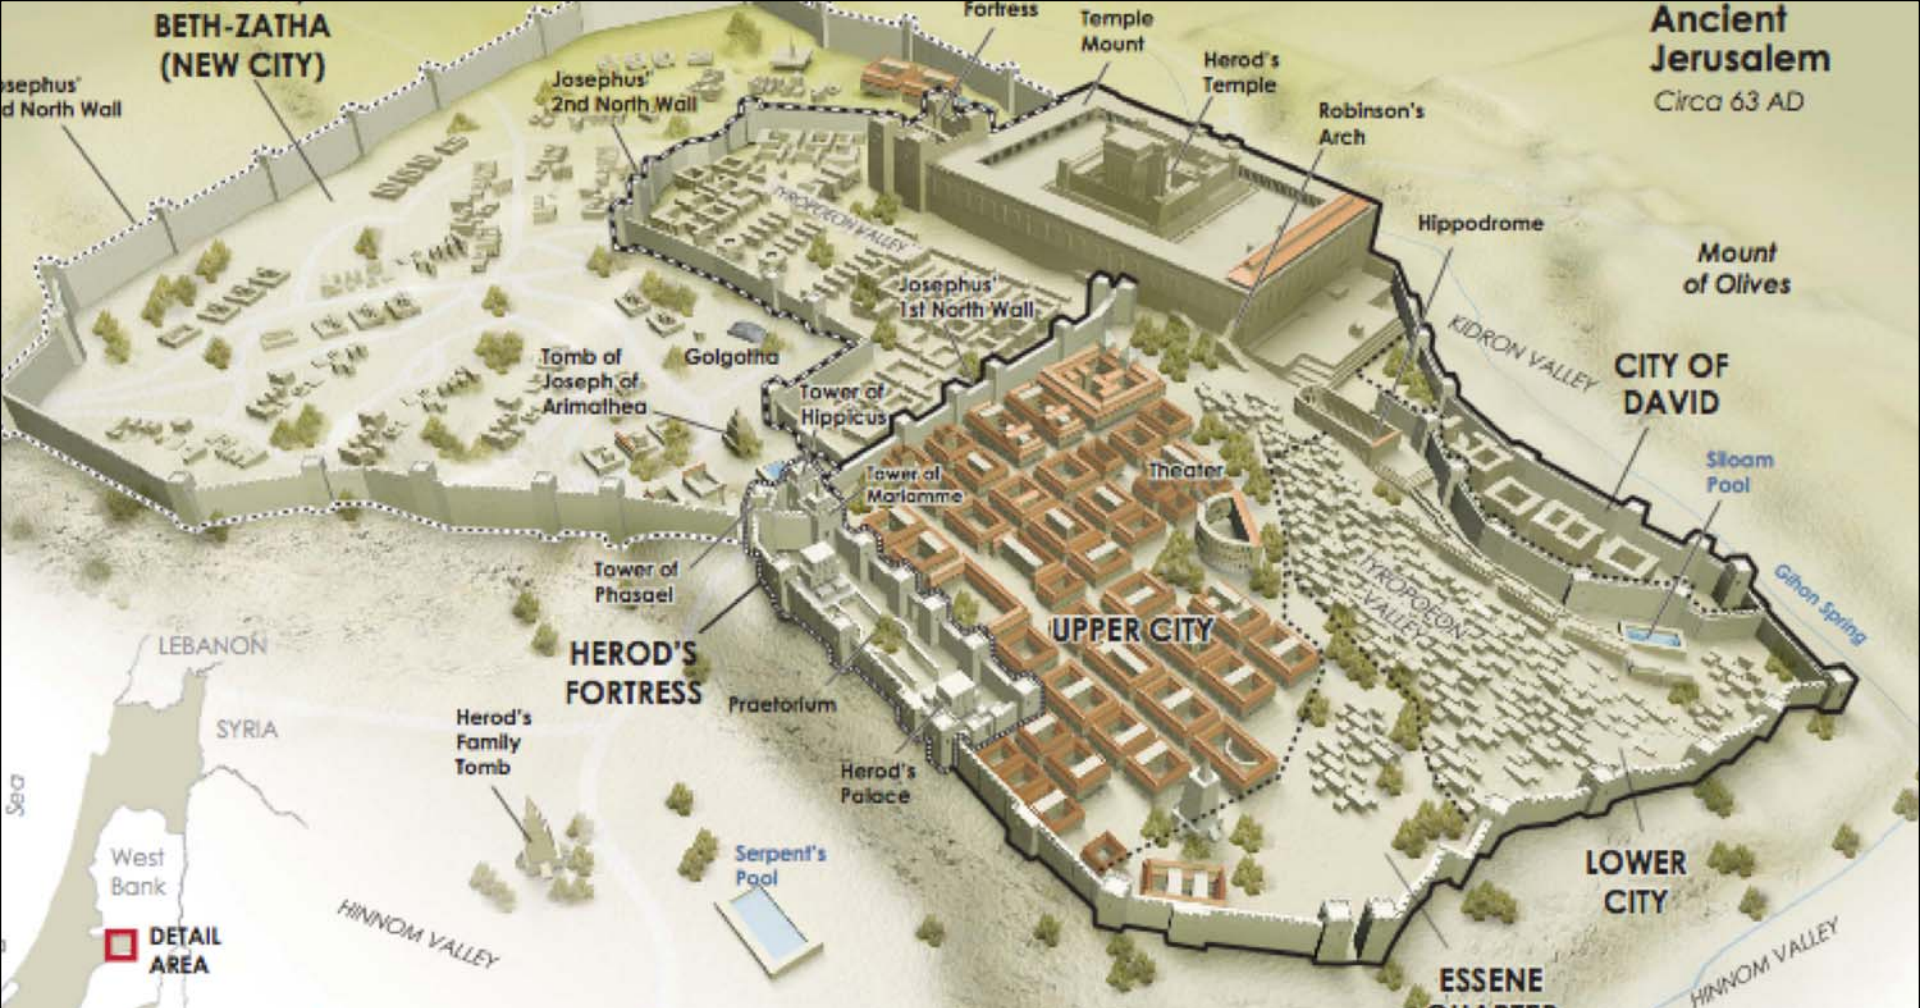 BETH-ZATHA
(NEW CITY)
osephus'
d North Wall
Josephus'
2nd North Wall
Fortress
Temple
Mount
Herod's
Temple
Robinson's
Arch
Ancient
Jerusalem
Circa 63 AD
Hippodrome
Mount
of Olives
KIDRON VALLEY
TYROPOEON VALLEY
Josephus'
1st North Wall
Golgotha
Tomb of
Joseph of
Arimathea
Tower of
Hippicus
Tower of
Mariamme
Theater
CITY OF
DAVID
Siloam
Pool
Gihon Spring
TYROPOEON
VALLEY
UPPER CITY
Tower of
Phasael
HEROD'S
FORTRESS
Praetorium
Herod's
Palace
Herod's
Family
Tomb
Serpent's
Pool
HINNOM VALLEY
LEBANON
SYRIA
Sea
West
Bank
DETAIL
AREA
LOWER
CITY
ESSENE
QUARTER
HINNOM VALLEY